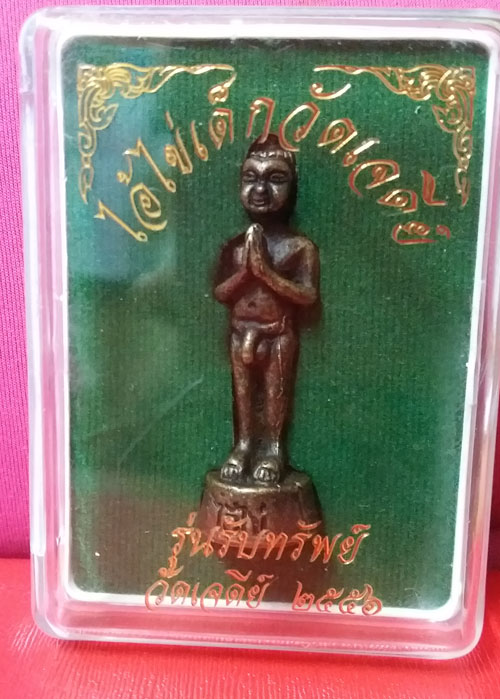 ไอ้ไข่เด็กวัดเจดีย์
รุ่นรับทรัพย์
วัดเจดีย์ ๒๕๕๖